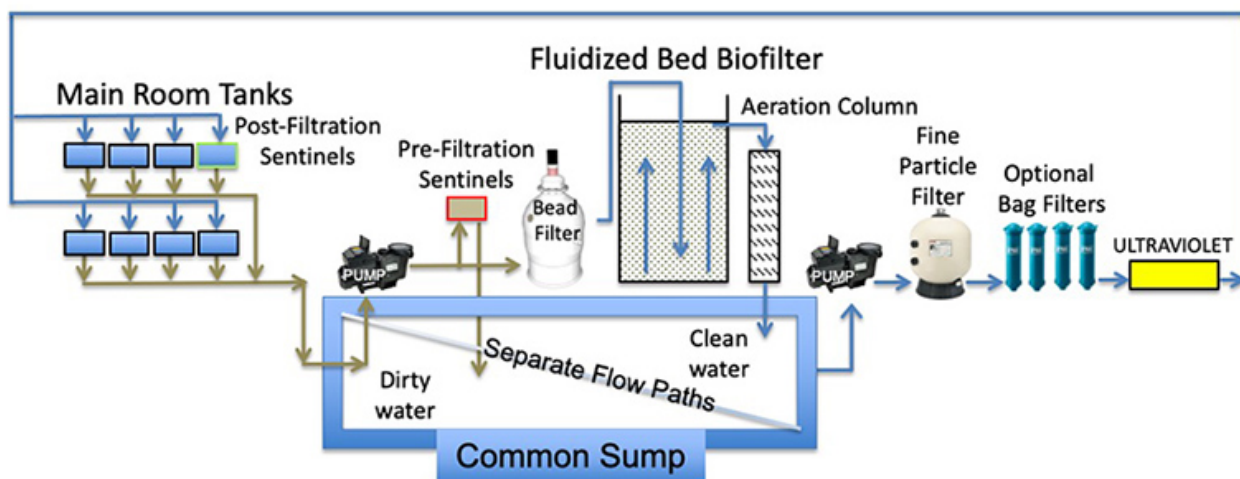 Main Room Tanks
Post-Filtration
Sentinels
Pre-Filtration
Sentinels
Bead
Filter
Fluidized Bed Biofilter
Aeration Column
Fine
Particle
Filter
Optional
Bag Filters
ULTRAVIOLET
PUMP
PUMP
Dirty
water
Separate Flow Paths
Clean
water
Common Sump